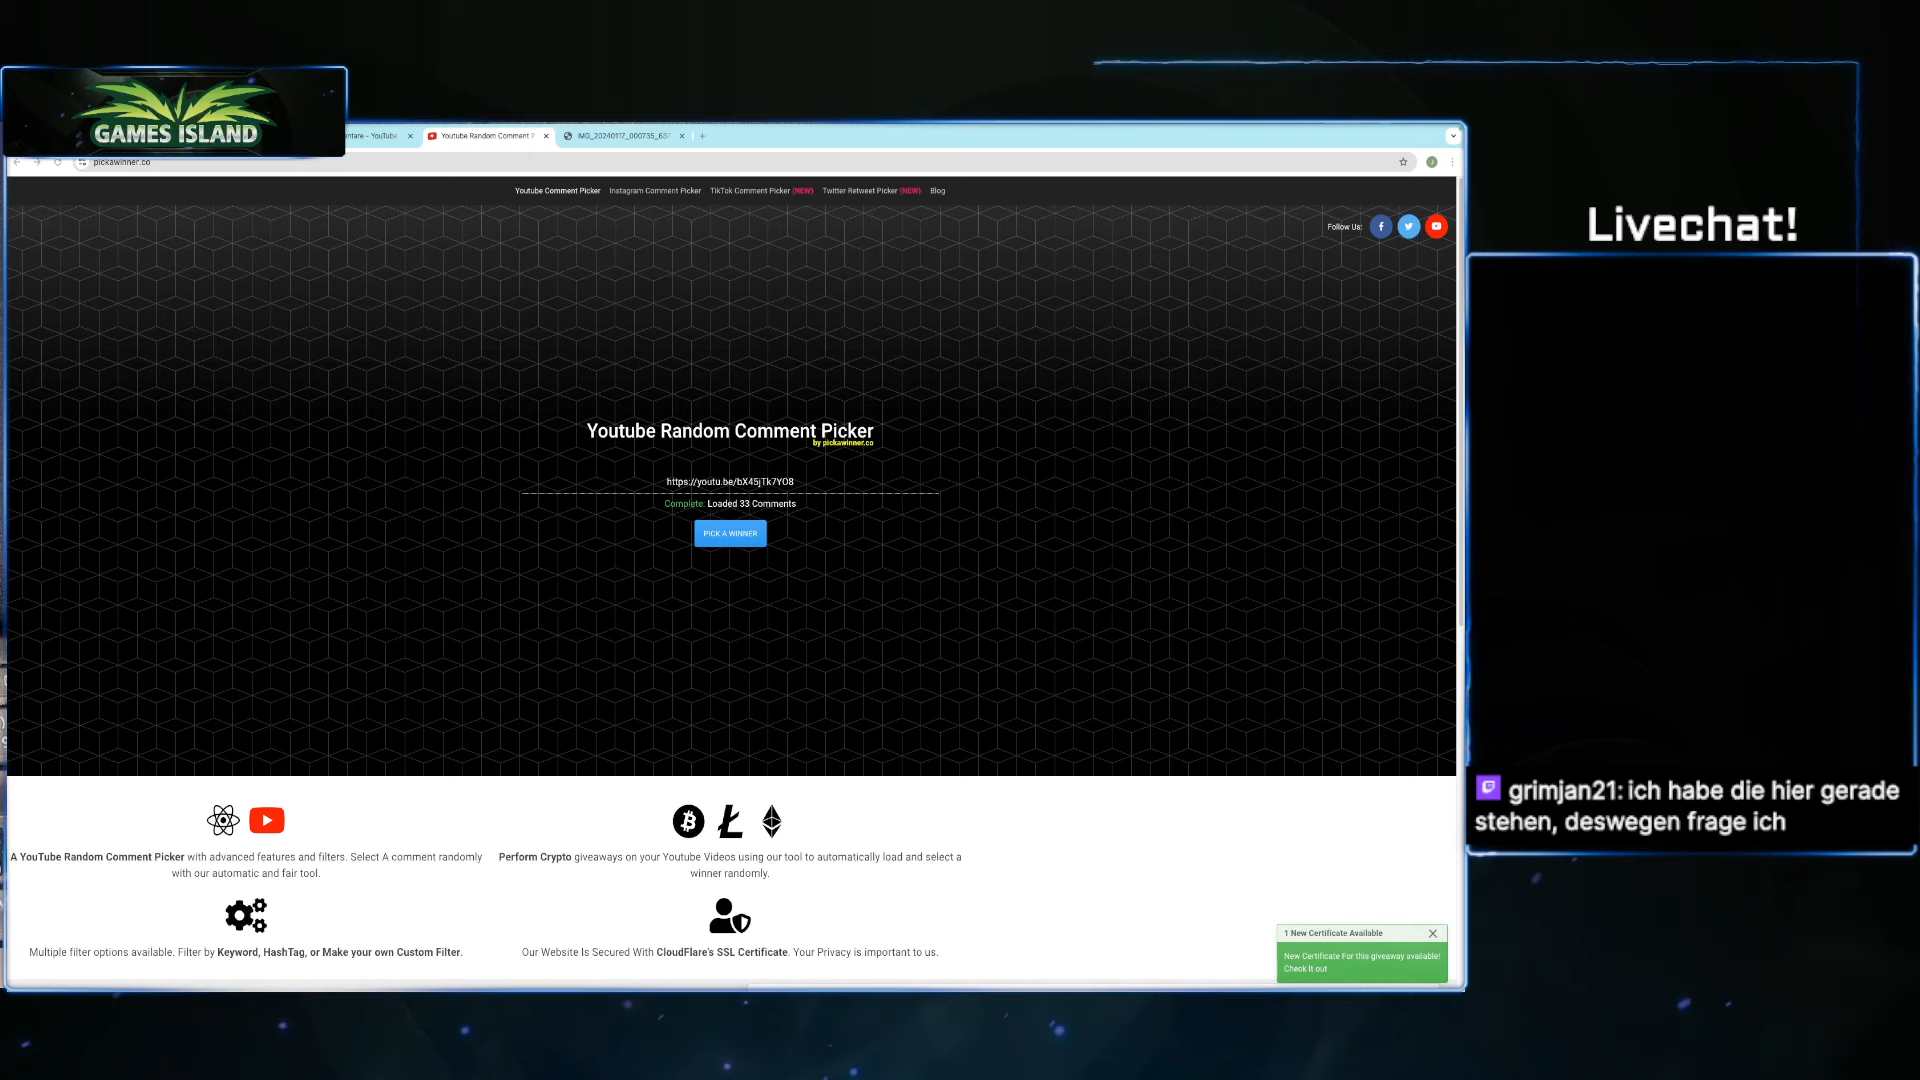 GAMES ISLAND
entare - YouTube
Youtube Random Comment P
IMG_20240117_000735_637
pickawinner.co
Youtube Comment Picker Instagram Comment Picker TikTok Comment Picker (NEW) Twitter Retweet Picker (NEW) Blog
Follow Us:
Livechat!
Youtube Random Comment Picker
by pickawinner.co
https://youtu.be/bX45jTk7YO8
Complete: Loaded 33 Comments
PICK A WINNER
grimjan21: ich habe die hier gerade
stehen, deswegen frage ich
A YouTube Random Comment Picker with advanced features and filters. Select A comment randomly
with our automatic and fair tool.
Perform Crypto giveaways on your Youtube Videos using our tool to automatically load and select a
winner randomly.
Multiple filter options available. Filter by Keyword, HashTag, or Make your own Custom Filter.
Our Website Is Secured With CloudFlare's SSL Certificate. Your Privacy is important to us.
1 New Certificate Available
New Certificate For this giveaway available!
Check It out